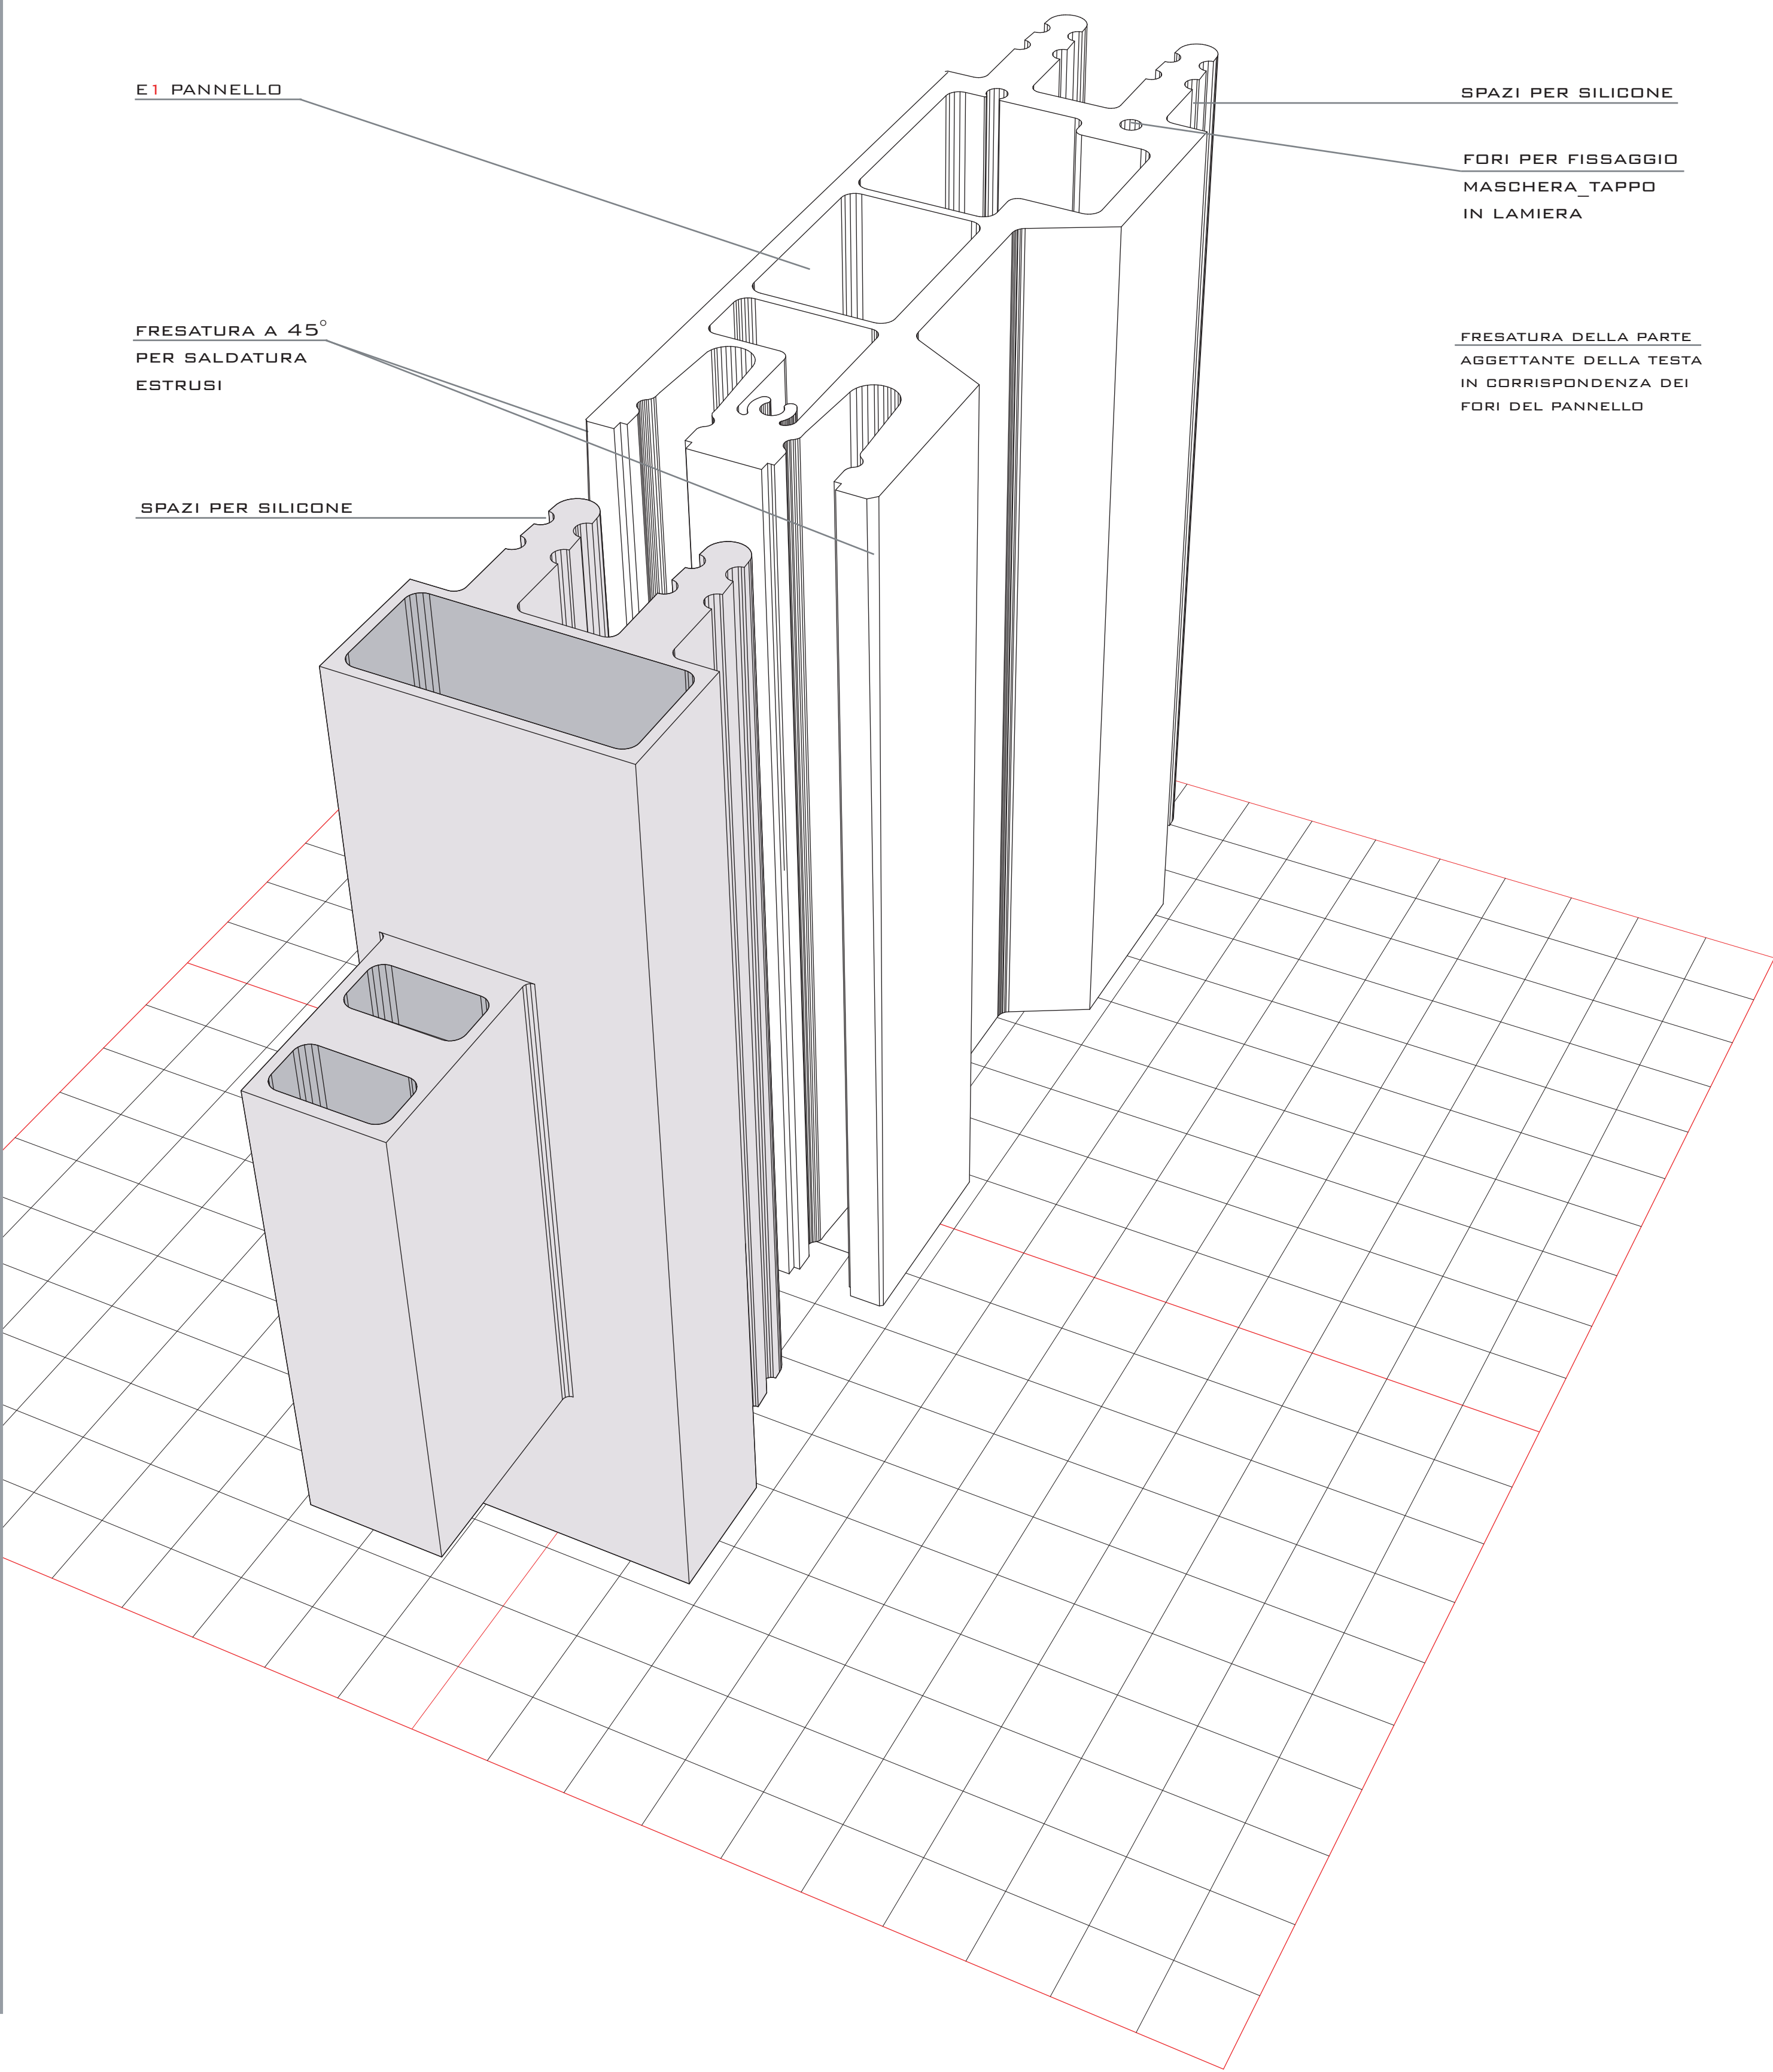 E1 PANNELLO
FRESATURA A 45°
PER SALDATURA
ESTRUSI
SPAZI PER SILICONE
SPAZI PER SILICONE
FORI PER FISSAGGIO
MASCHERA_TAPPO
IN LAMIERA
FRESATURA DELLA PARTE
AGGETTANTE DELLA TESTA
IN CORRISPONDENZA DEI
FORI DEL PANNELLO